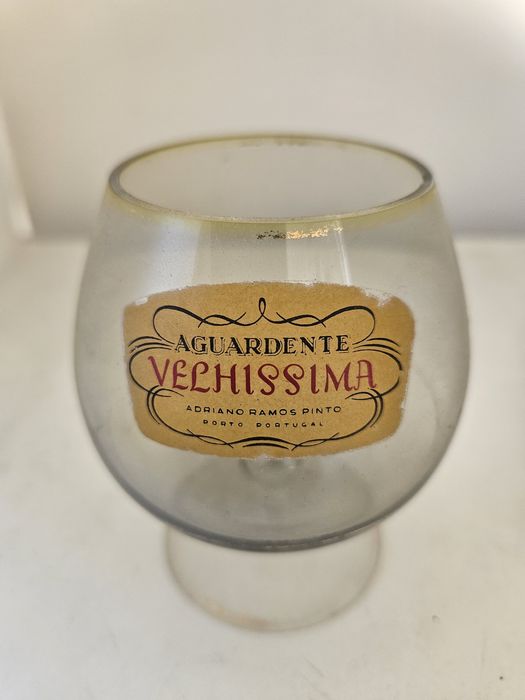 AGUARDENTE
VELHISSIMA
ADRIANO RAMOS PINTO
PORTO PORTUGAL